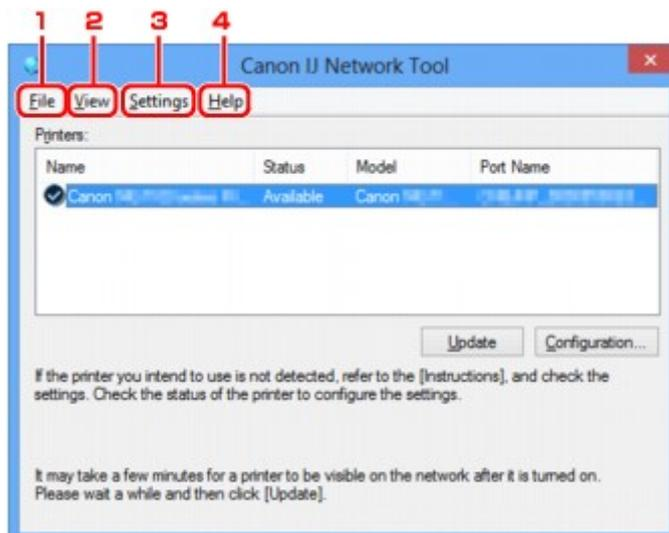 1 2 3 4
Canon IJ Network Tool
File View Settings Help
Printers:
Name Status Model Port Name
Canon Available Canon
Update Configuration...
If the printer you intend to use is not detected, refer to the [Instructions], and check the
settings. Check the status of the printer to configure the settings.
It may take a few minutes for a printer to be visible on the network after it is turned on.
Please wait a while and then click [Update].